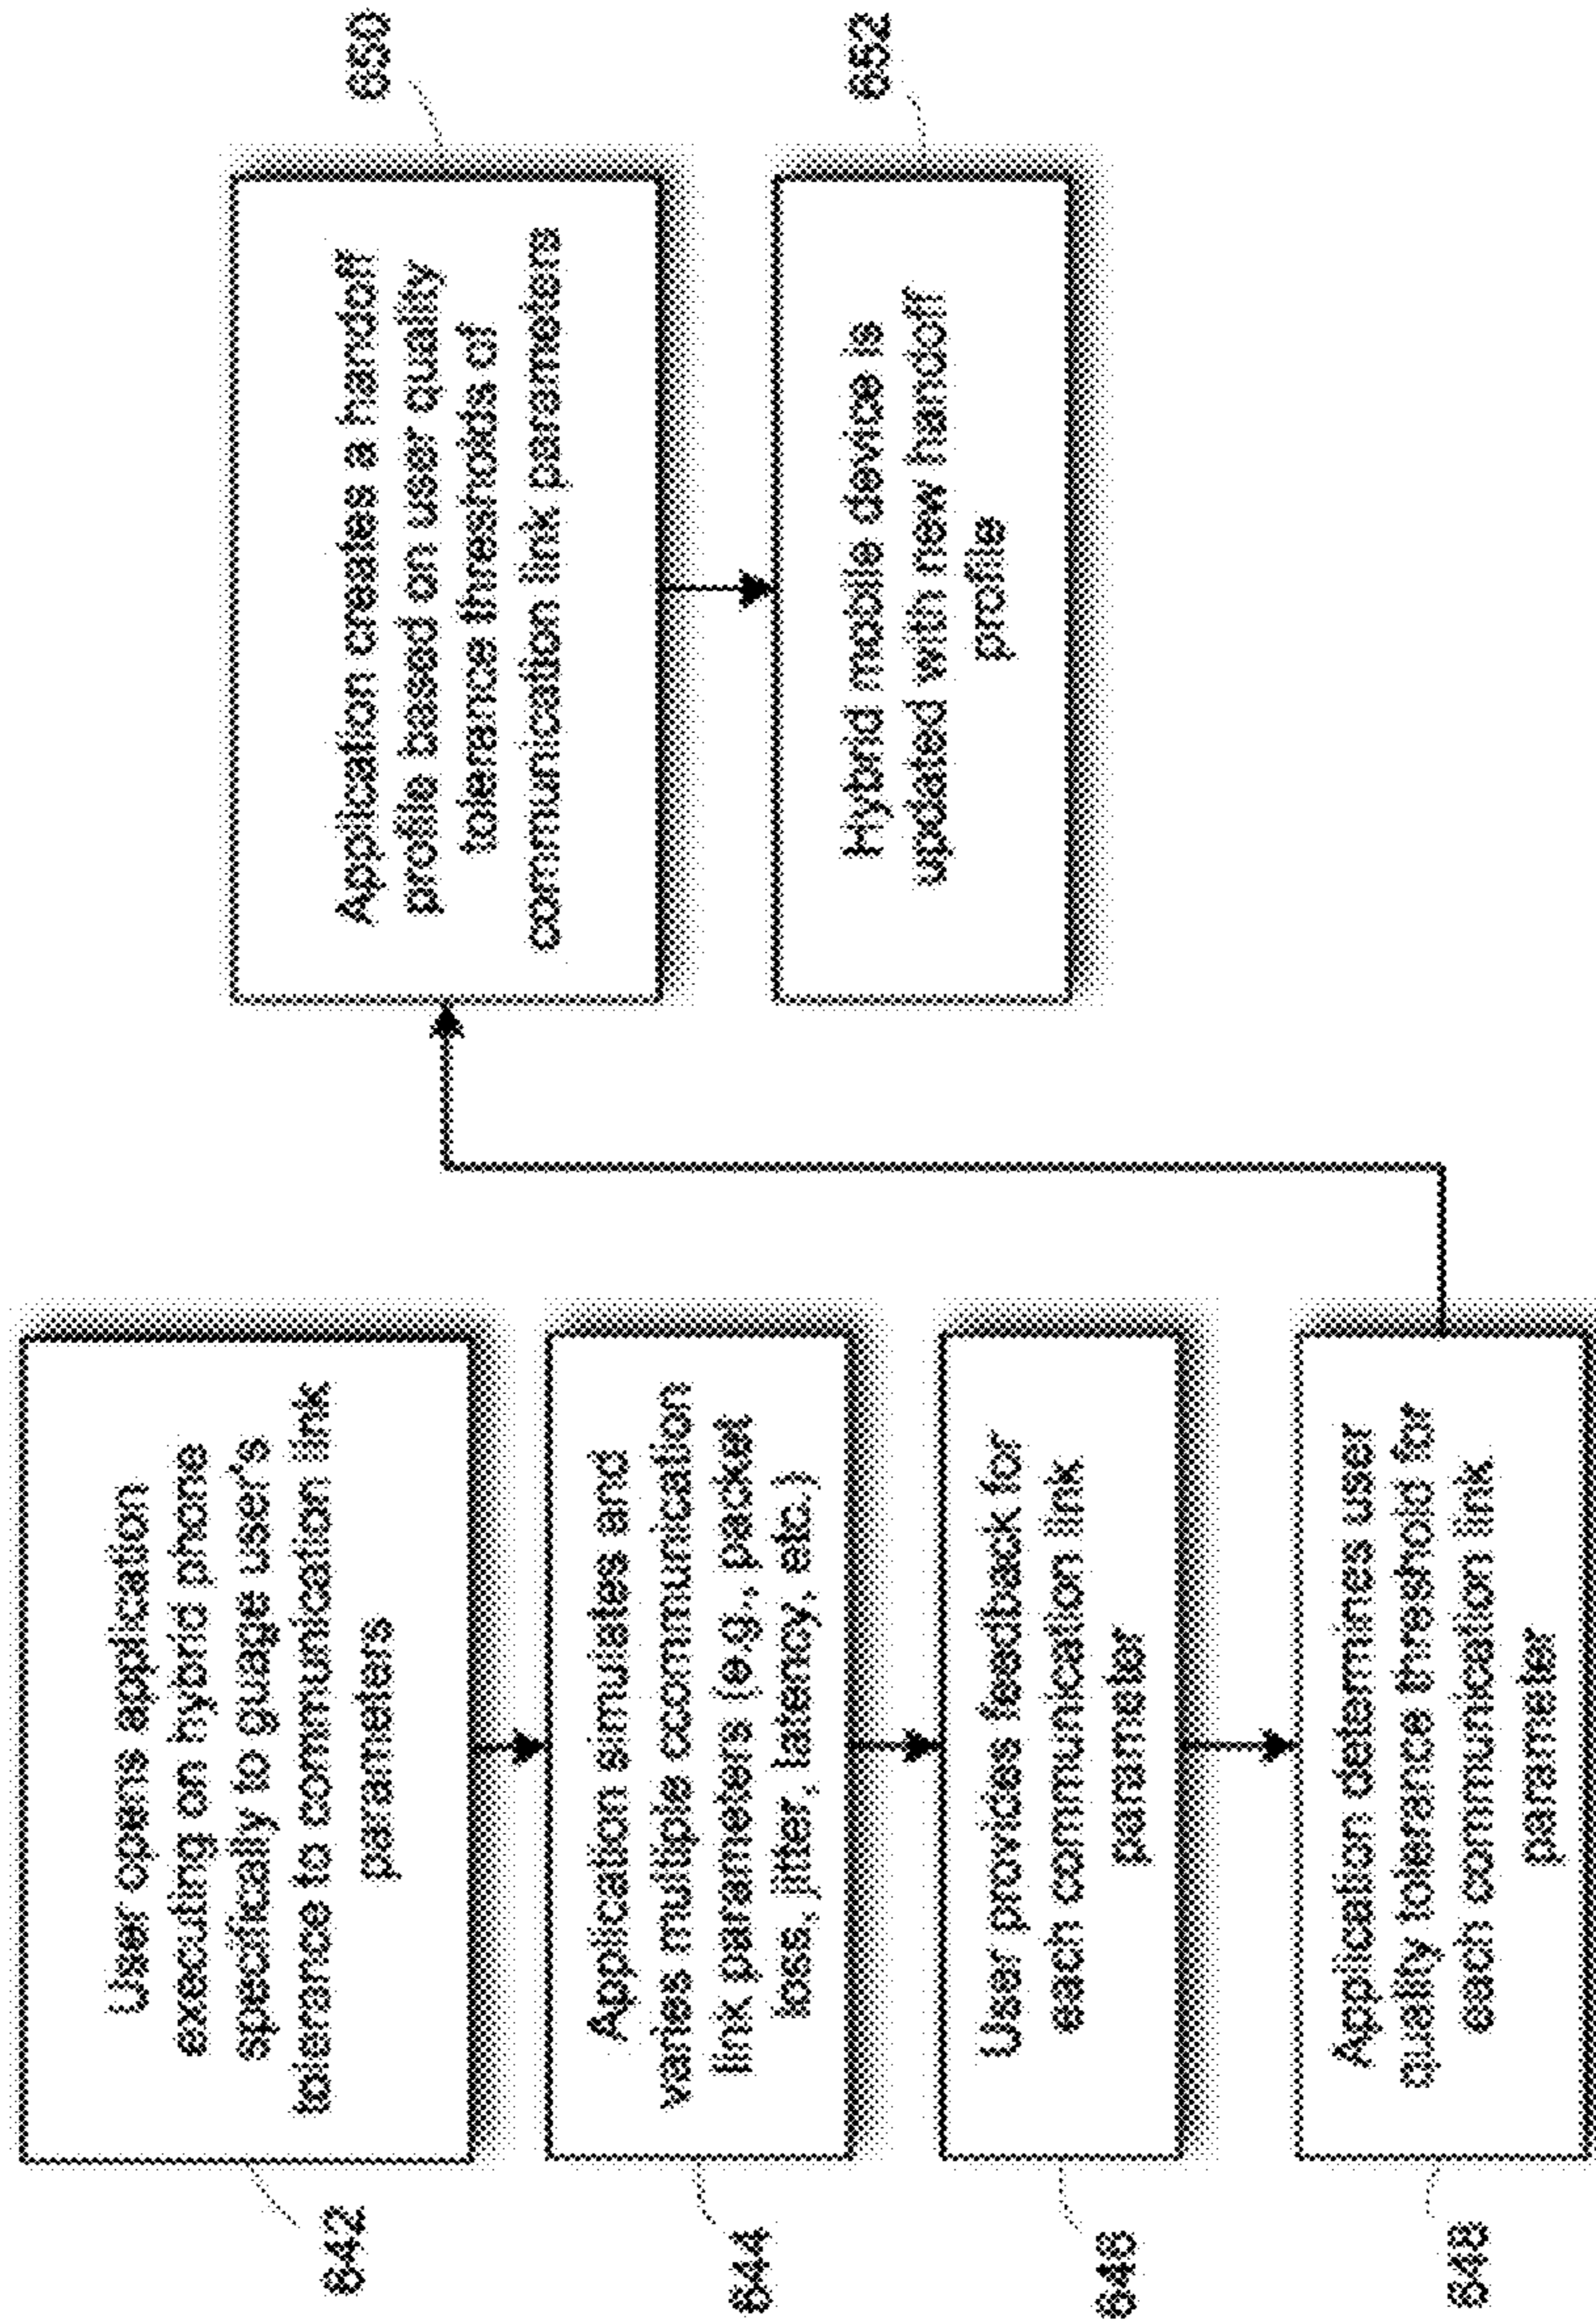 User opens application
executing on hybrid phone
specifically to guage user's
tolerance to communication link
parameters
642
Application simulates and
varies multiple communication
link parameters (e.g., packet
loss, jitter, latency, etc.)
644
User provides feedback for
each communication link
parameter
646
Application determines user
quality tolerance threshold for
each communication link
parameter
648
Application creates a handoff
profile based on user quality
tolerance thresholds of
communication link parameters
650
Hybrid mobile device is
updated with new handoff
profile
652